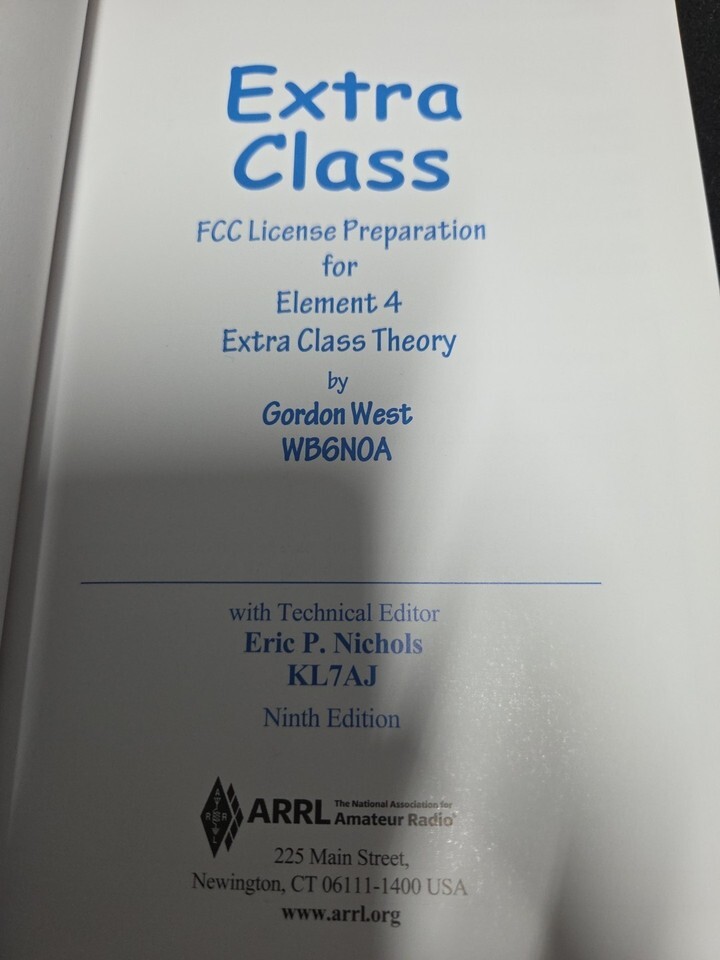 Extra
Class
FCC License Preparation
for
Element 4
Extra Class Theory
by
Gordon West
WB6NOA
with Technical Editor
Eric P. Nichols
KL7AJ
Ninth Edition
ARRL The National Association for
Amateur Radio®
225 Main Street,
Newington, CT 06111-1400 USA
www.arrl.org